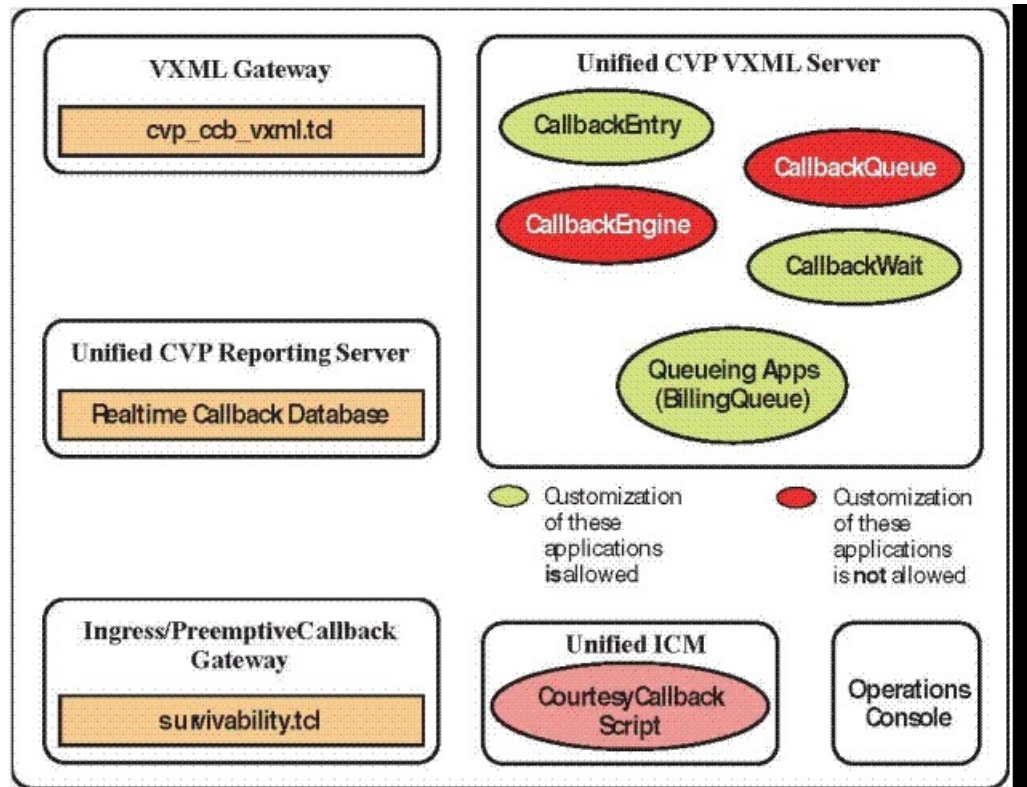 VXML Gateway
cvp_ccb_vxml.tcl
Unified CVP VXML Server
CallbackEntry
CallbackQueue
CallbackEngine
CallbackWait
Queueing Apps
(BillingQueue)
Unified CVP Reporting Server
Realtime Callback Database
Customization
of these
applications
is allowed
Customization
of these
applications
is not allowed
Ingress/PreemptiveCallback
Gateway
survivability.tcl
Unified ICM
CourtesyCallback
Script
Operations
Console